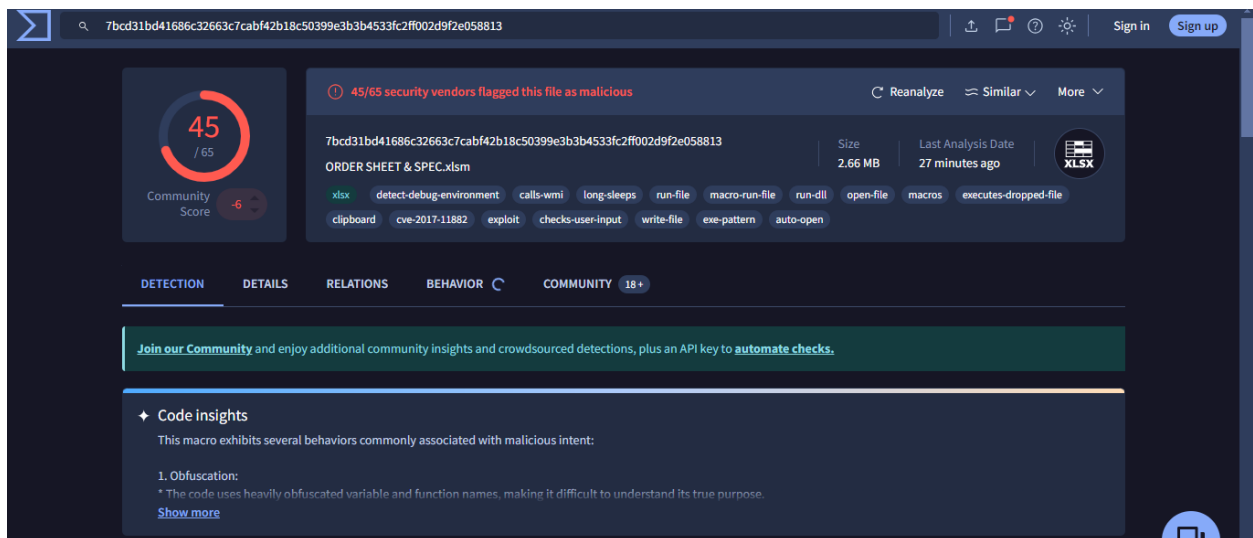 7bcd31bd41686c32663c7cabf42b18c50399e3b3b4533fc2ff002d9f2e058813
Sign in
Sign up
45
/ 65
Community
Score
-6
45/65 security vendors flagged this file as malicious
Reanalyze
Similar
More
7bcd31bd41686c32663c7cabf42b18c50399e3b3b4533fc2ff002d9f2e058813
ORDER SHEET & SPEC.xlsm
Size
2.66 MB
Last Analysis Date
27 minutes ago
XLSX
xlsx detect-debug-environment calls-wmi long-sleeps run-file macro-run-file run-dll open-file macros executes-dropped-file
clipboard cve-2017-11882 exploit checks-user-input write-file exe-pattern auto-open
DETECTION DETAILS RELATIONS BEHAVIOR COMMUNITY 18+
Join our Community and enjoy additional community insights and crowdsourced detections, plus an API key to automate checks.
Code insights
This macro exhibits several behaviors commonly associated with malicious intent:
1. Obfuscation:
* The code uses heavily obfuscated variable and function names, making it difficult to understand its true purpose.
Show more